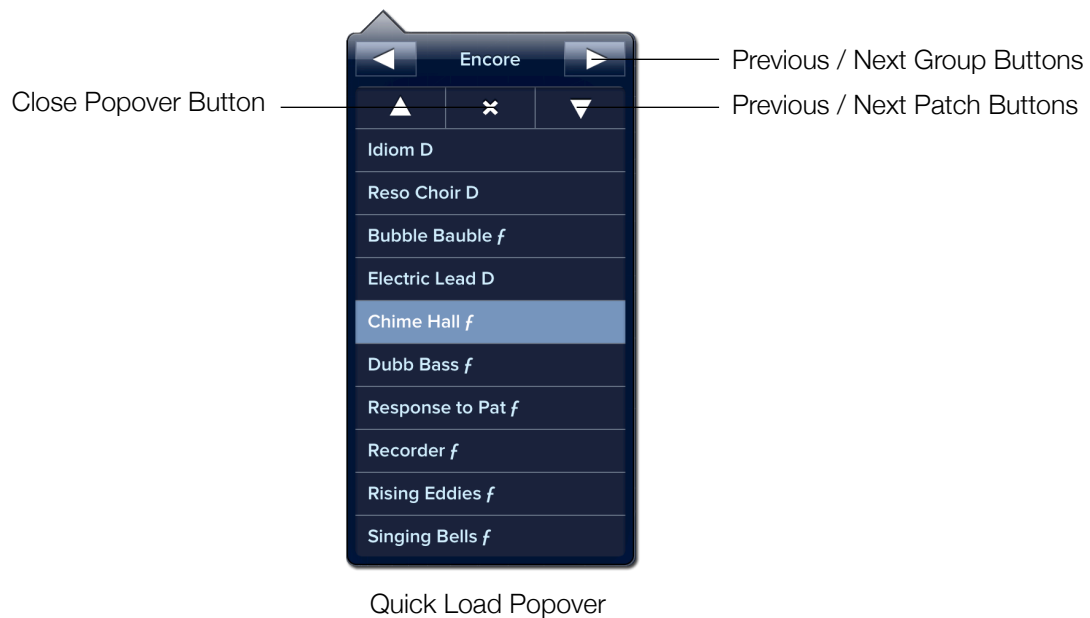 Encore
Previous / Next Group Buttons
Close Popover Button
Previous / Next Patch Buttons
Idiom D
Reso Choir D
Bubble Bauble ƒ
Electric Lead D
Chime Hall ƒ
Dubb Bass ƒ
Response to Pat ƒ
Recorder ƒ
Rising Eddies ƒ
Singing Bells ƒ
Quick Load Popover